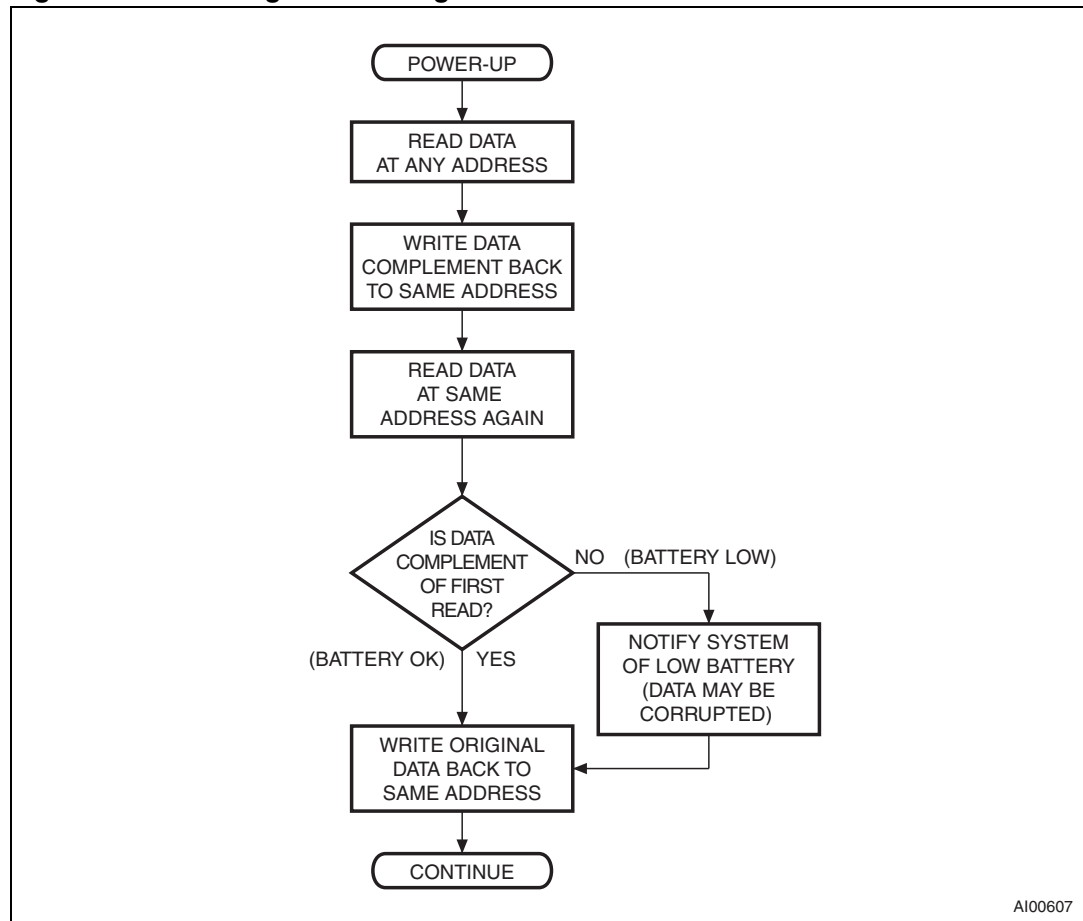 POWER-UP
READ DATA
AT ANY ADDRESS
WRITE DATA
COMPLEMENT BACK
TO SAME ADDRESS
READ DATA
AT SAME
ADDRESS AGAIN
IS DATA
COMPLEMENT
OF FIRST
READ?
NO (BATTERY LOW)
NOTIFY SYSTEM
OF LOW BATTERY
(DATA MAY BE
CORRUPTED)
(BATTERY OK) YES
WRITE ORIGINAL
DATA BACK TO
SAME ADDRESS
CONTINUE
AI00607